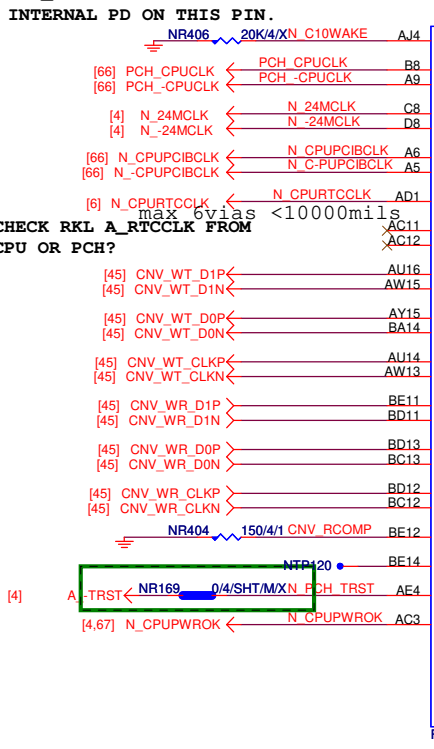 INTERNAL PD ON THIS PIN.
NR406 20K/4/X N_C10WAKE AJ4
[66] PCH_CPUCLK PCH_CPUCLK B8
[66] PCH_-CPUCLK PCH_-CPUCLK A9
[4] N_24MCLK N_24MCLK C8
[4] N_-24MCLK N_-24MCLK D8
[66] N_CPUPCIBCLK N_CPUPCIBCLK A6
[66] N_-CPUPCIBCLK N_C-PUPCIBCLK A5
[6] N_CPURTCCLK N_CPURTCCLK AD1
max 6vias <10000mils
CHECK RKL A_RTCCLK FROM AC11
CPU OR PCH? AC12
[45] CNV_WT_D1P AU16
[45] CNV_WT_D1N AW15
[45] CNV_WT_D0P AY15
[45] CNV_WT_D0N BA14
[45] CNV_WT_CLKP AU14
[45] CNV_WT_CLKN AW13
[45] CNV_WR_D1P BE11
[45] CNV_WR_D1N BD11
[45] CNV_WR_D0P BD13
[45] CNV_WR_D0N BC13
[45] CNV_WR_CLKP BD12
[45] CNV_WR_CLKN BC12
NR404 150/4/1 CNV_RCOMP BE12
NTP120 BE14
[4] A_-TRST NR169 0/4/SHT/M/X N_PCH_TRST AE4
[4,67] N_CPUPWROK N_CPUPWROK AC3